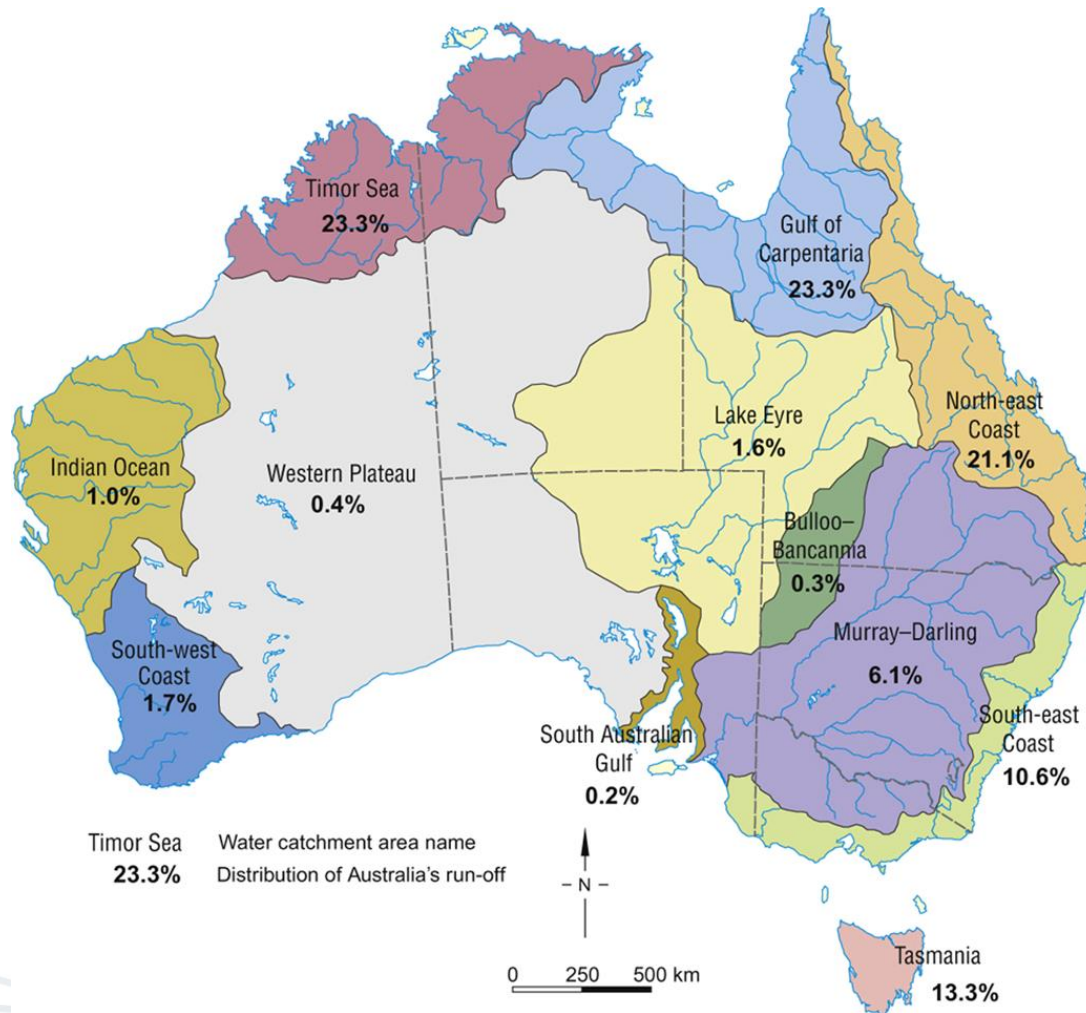 Timor Sea
23.3%
Gulf of
Carpentaria
23.3%
North-east
Coast
21.1%
Lake Eyre
1.6%
Indian Ocean
1.0%
Western Plateau
0.4%
Bulloo–
Bancannia
0.3%
Murray–Darling
6.1%
South-west
Coast
1.7%
South-east
Coast
10.6%
South Australian
Gulf
0.2%
Timor Sea Water catchment area name
23.3% Distribution of Australia's run-off
N
0 250 500 km
Tasmania
13.3%